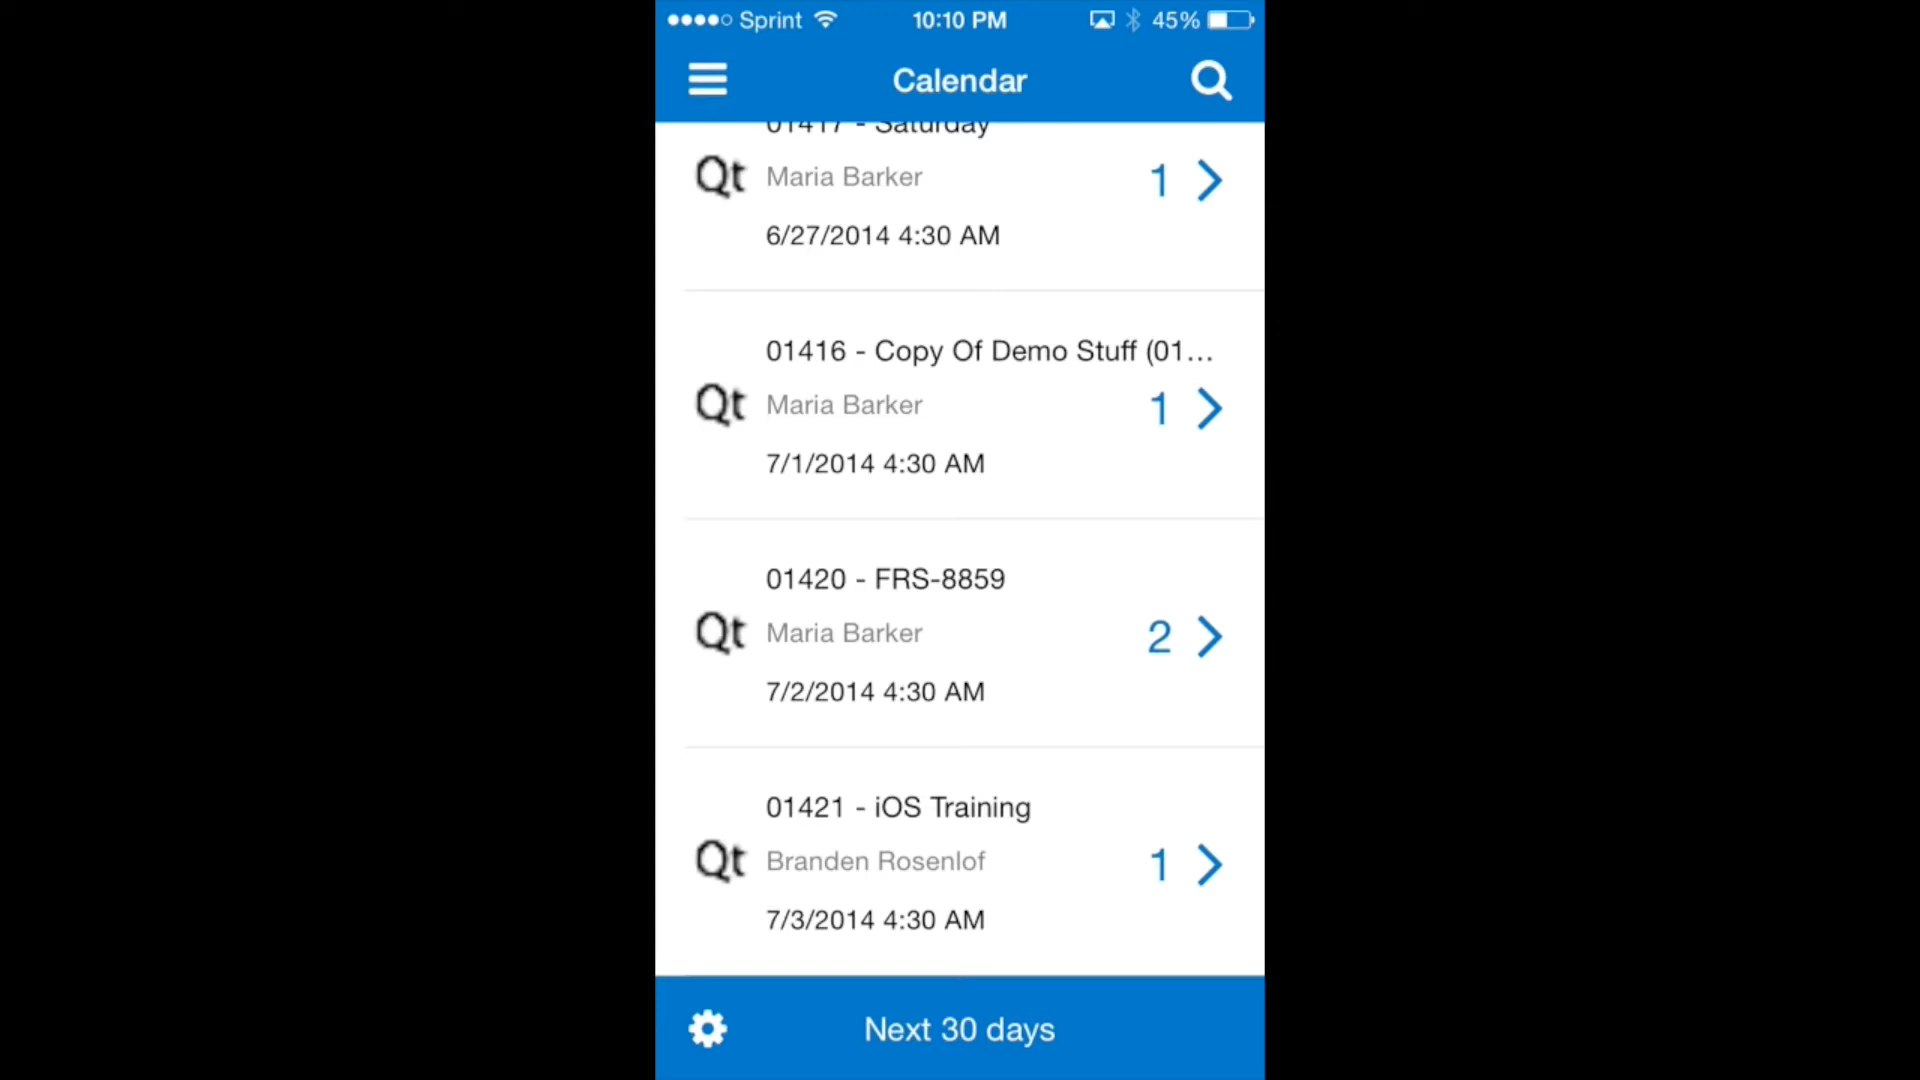 Sprint 10:10 PM 45%
Calendar
01417 - Saturday
Qt Maria Barker 1
6/27/2014 4:30 AM
01416 - Copy Of Demo Stuff (01...
Qt Maria Barker 1
7/1/2014 4:30 AM
01420 - FRS-8859
Qt Maria Barker 2
7/2/2014 4:30 AM
01421 - iOS Training
Qt Branden Rosenlof 1
7/3/2014 4:30 AM
Next 30 days